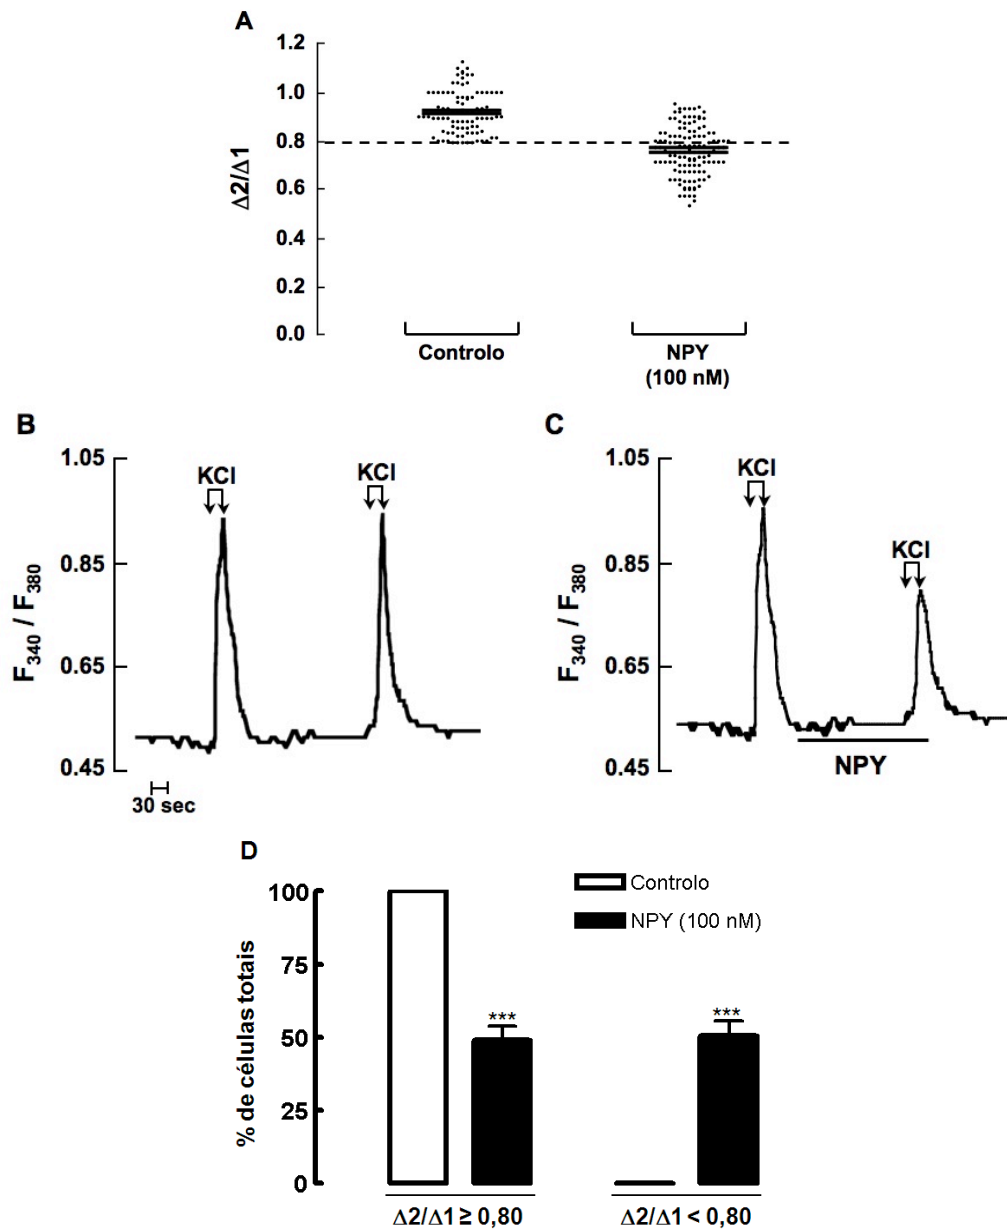 A
1.2
1.0
0.8
0.6
0.4
0.2
0.0
Δ2/Δ1
Controlo
NPY
(100 nM)
B
1.05
0.85
0.65
0.45
F340 / F380
KCl
KCl
30 sec
C
1.05
0.85
0.65
0.45
F340 / F380
KCl
KCl
NPY
D
100
75
50
25
0
% de células totais
Controlo
NPY (100 nM)
***
***
Δ2/Δ1 ≥ 0,80
Δ2/Δ1 < 0,80